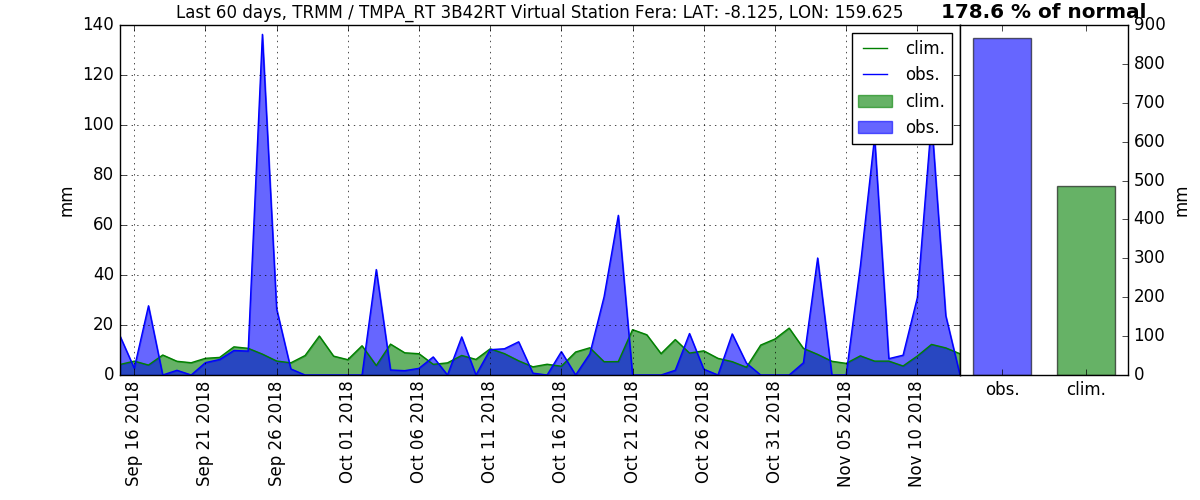 Last 60 days, TRMM / TMPA_RT 3B42RT Virtual Station Fera: LAT: -8.125, LON: 159.625
178.6 % of normal
140
120
100
80
60
40
20
0
mm
clim.
obs.
clim.
obs.
900
800
700
600
500
400
300
200
100
0
mm
obs.
clim.
Sep 16 2018
Sep 21 2018
Sep 26 2018
Oct 01 2018
Oct 06 2018
Oct 11 2018
Oct 16 2018
Oct 21 2018
Oct 26 2018
Oct 31 2018
Nov 05 2018
Nov 10 2018